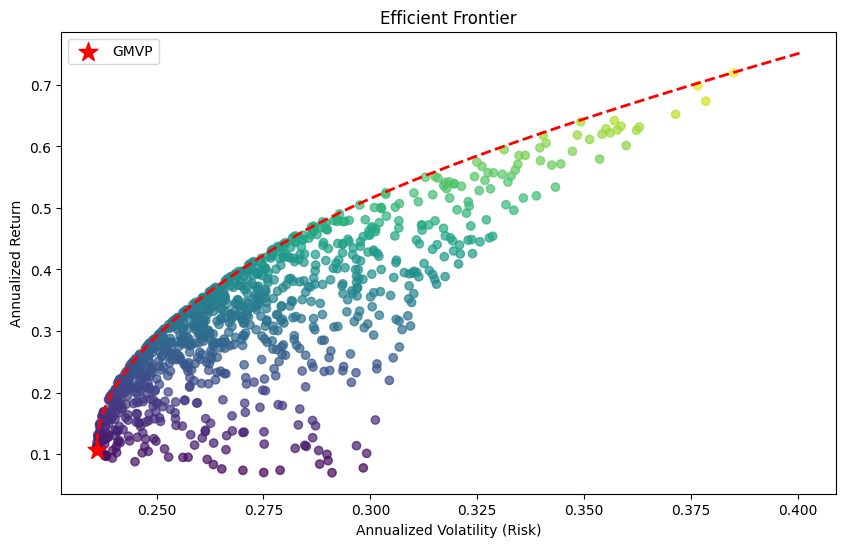 Efficient Frontier
GMVP
Annualized Return
0.7
0.6
0.5
0.4
0.3
0.2
0.1
0.250 0.275 0.300 0.325 0.350 0.375 0.400
Annualized Volatility (Risk)